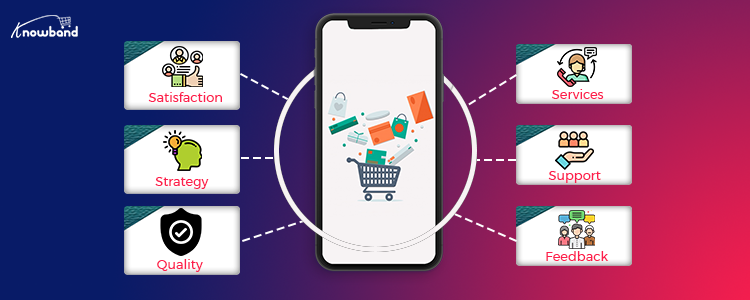 Knowband
Satisfaction
Strategy
Quality
Services
Support
Feedback